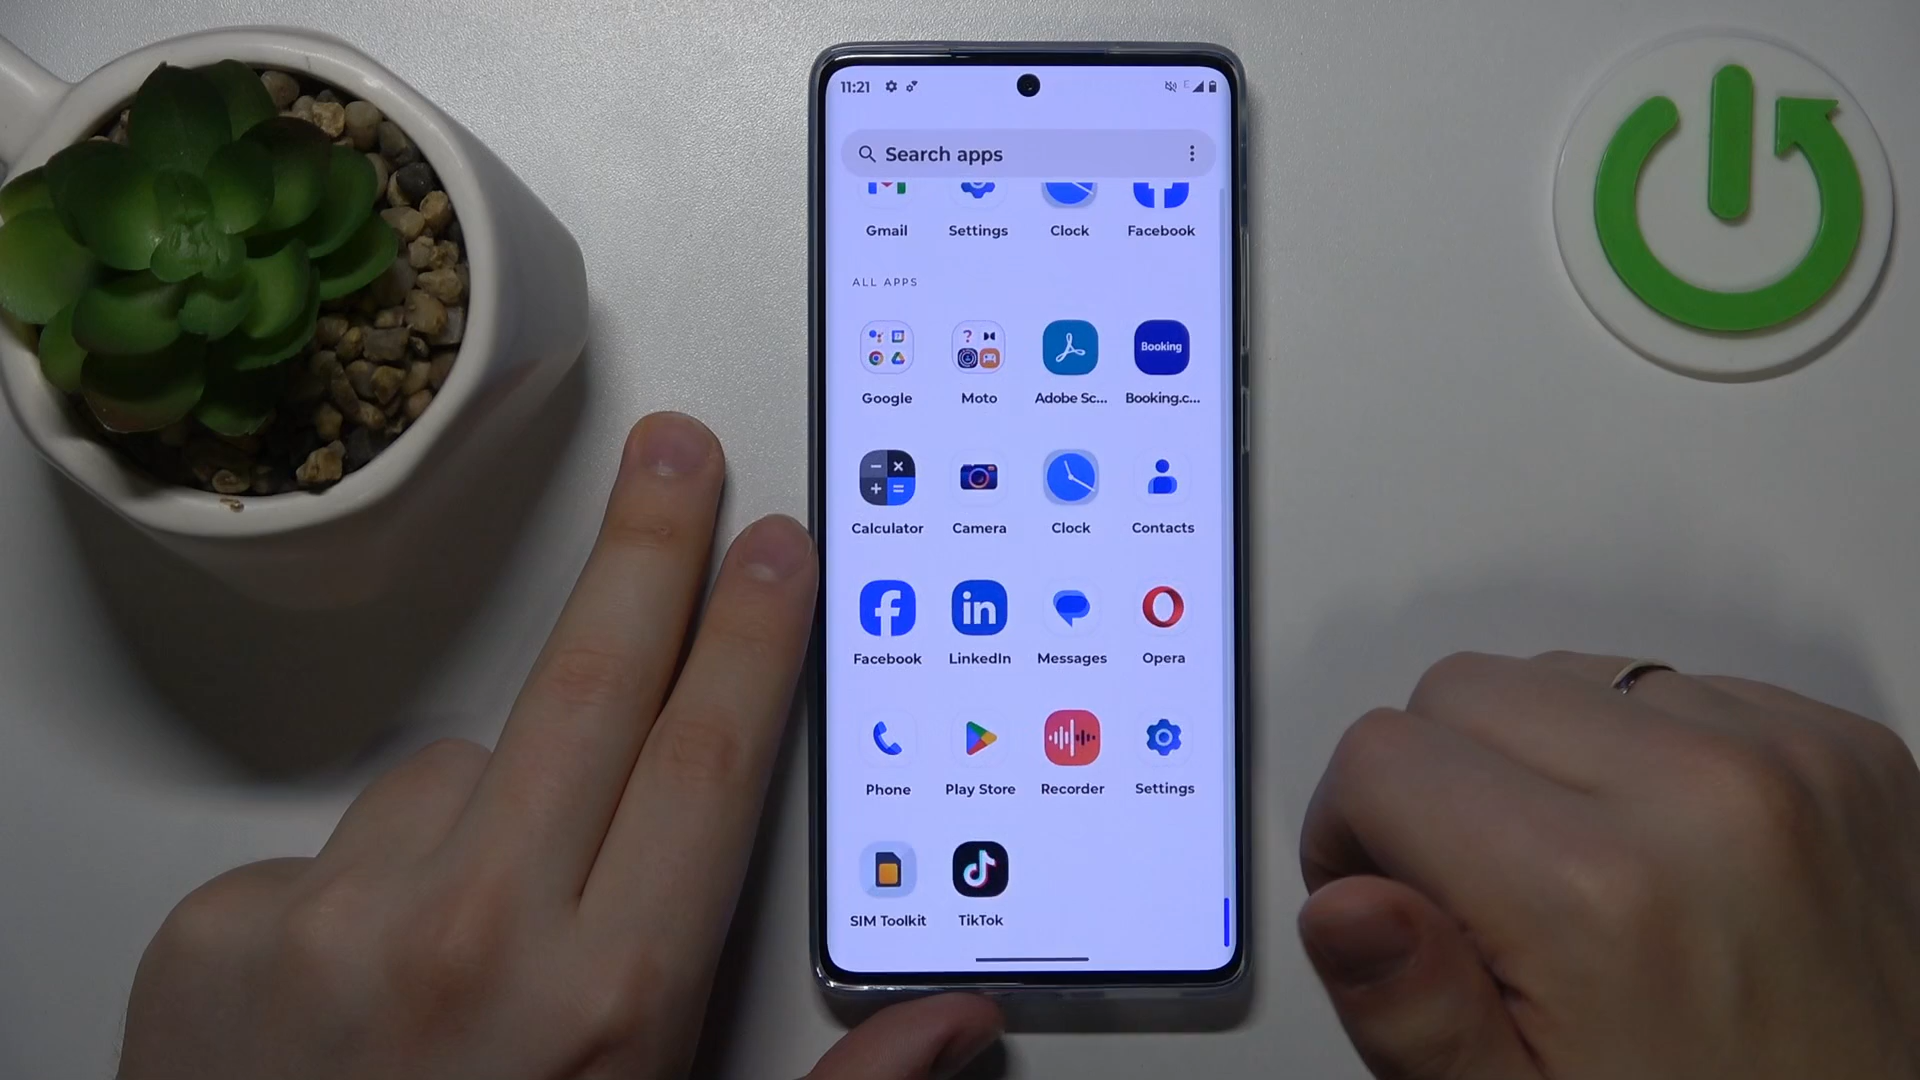 11:21 E
Search apps
Gmail Settings Clock Facebook
ALL APPS
Google Moto Adobe Sc... Booking.c...
Booking
Calculator Camera Clock Contacts
Facebook LinkedIn Messages Opera
Phone Play Store Recorder Settings
SIM Toolkit TikTok